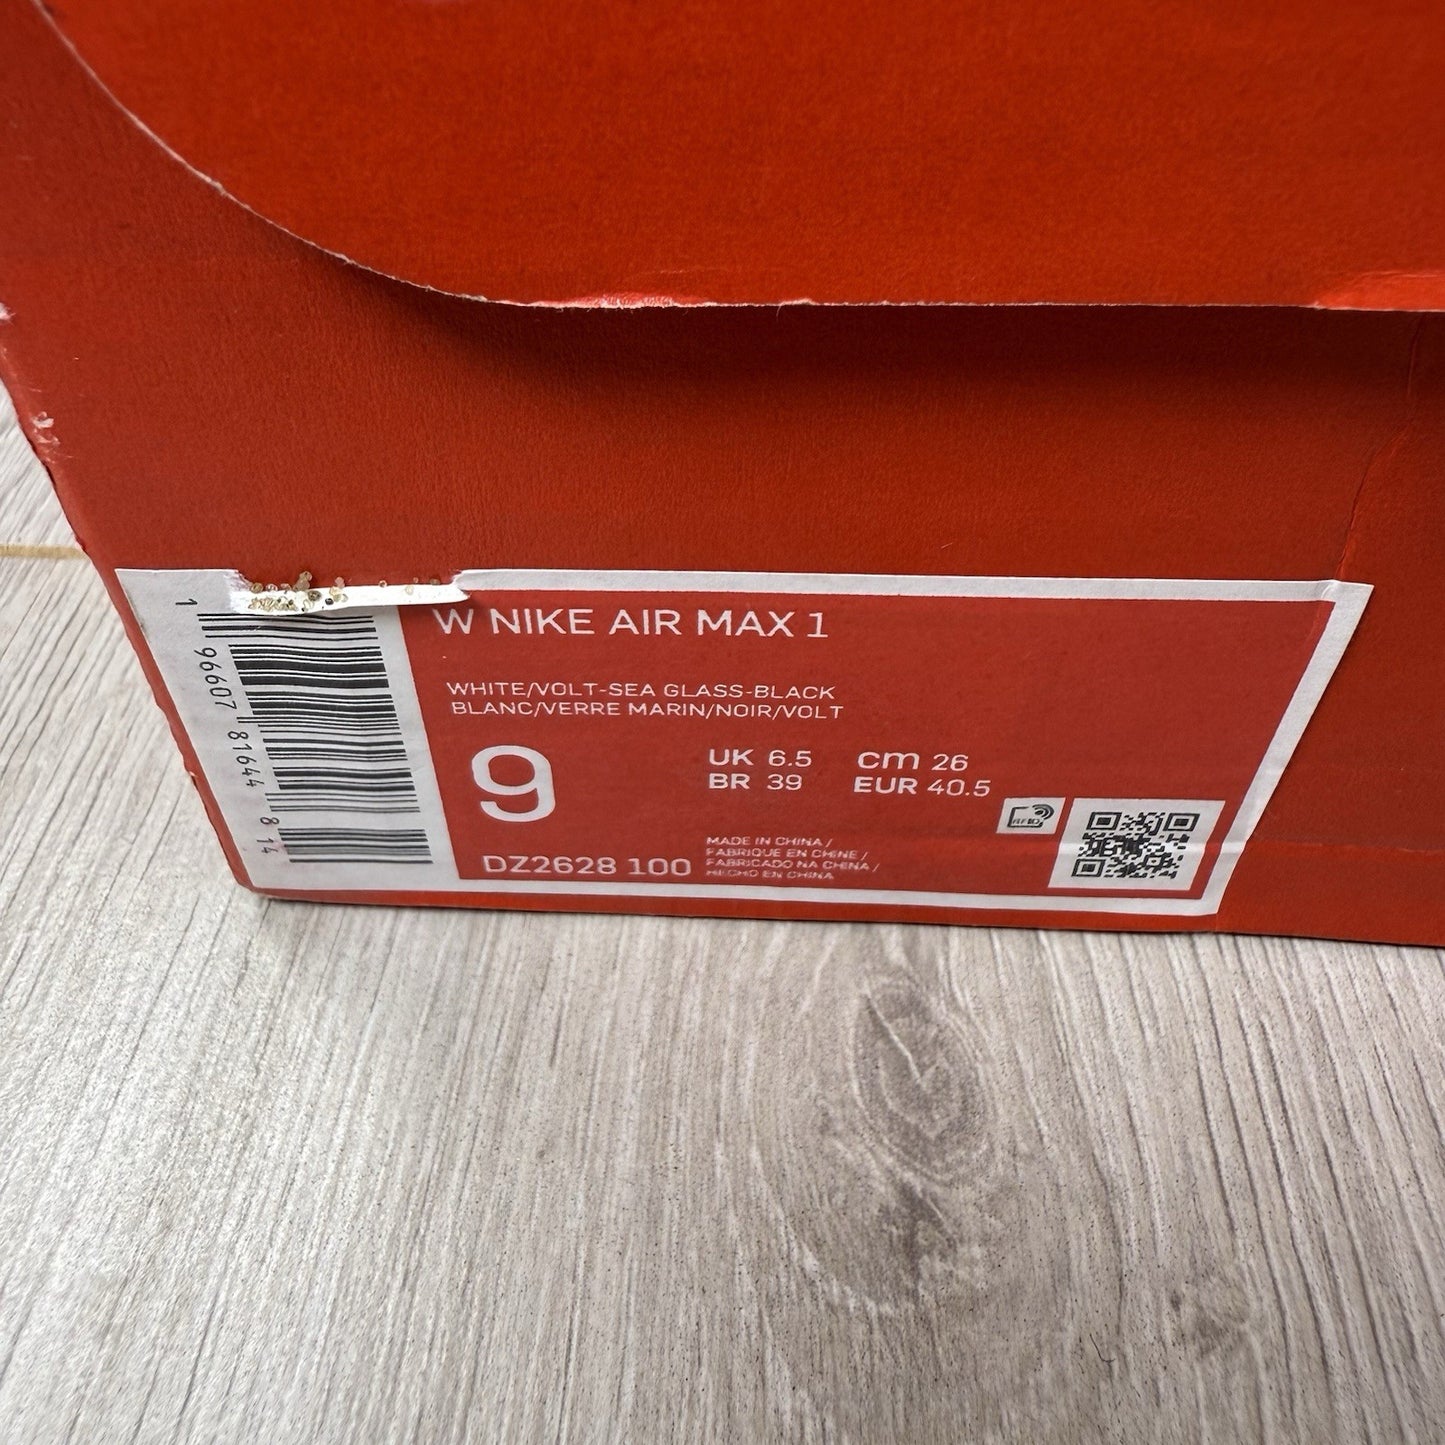 W NIKE AIR MAX 1
WHITE/VOLT-SEA GLASS-BLACK
BLANC/VERRE MARIN/NOIR/VOLT
9
UK 6.5 cm 26
BR 39 EUR 40.5
DZ2628 100
MADE IN CHINA /
FABRIQUE EN CHINE /
FABRICADO NA CHINA /
HECHO EN CHINA
RFID
1 96607 81644 8 14